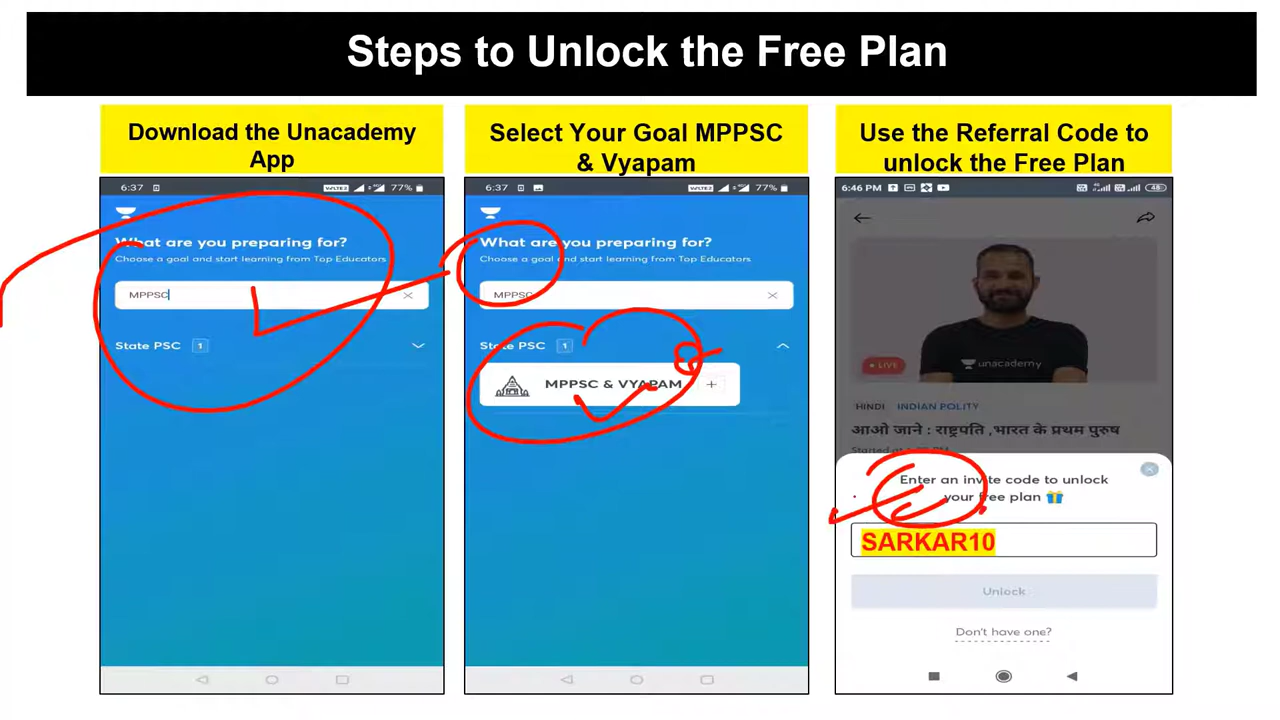 Steps to Unlock the Free Plan
Download the Unacademy
App
6:37
77%
What are you preparing for?
Choose a goal and start learning from Top Educators
MPPSC
State PSC 1
Select Your Goal MPPSC
& Vyapam
6:37
77%
What are you preparing for?
Choose a goal and start learning from Top Educators
MPPSC
State PSC 1
MPPSC & VYAPAM +
Use the Referral Code to
unlock the Free Plan
6:46 PM
48
unacademy
LIVE
HINDI INDIAN POLITY
आओ जाने : राष्ट्रपति ,भारत के प्रथम पुरुष
Started at
Enter an invite code to unlock
your free plan
SARKAR10
Unlock
Don't have one?